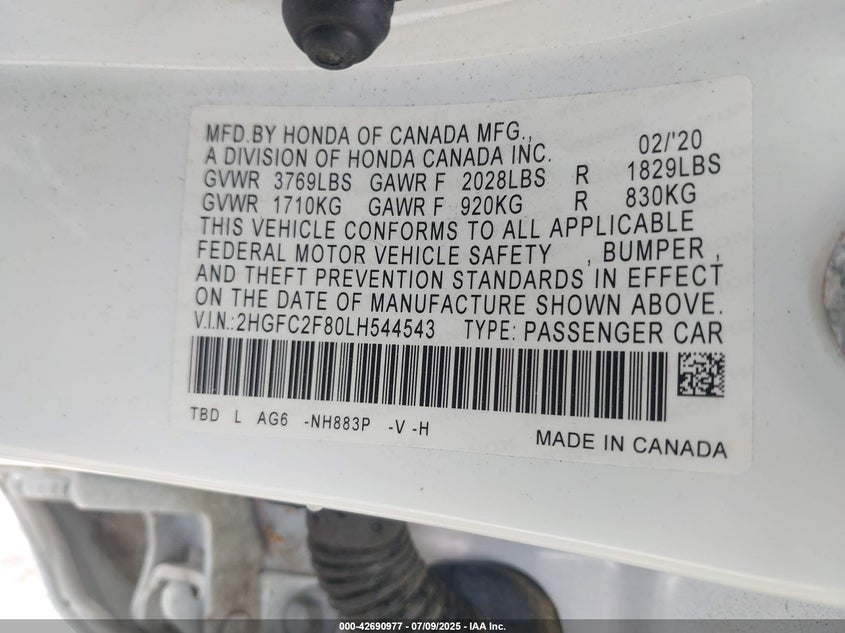 MFD.BY HONDA OF CANADA MFG., 02/'20
A DIVISION OF HONDA CANADA INC.
GVWR 3769LBS GAWR F 2028LBS R 1829LBS
GVWR 1710KG GAWR F 920KG R 830KG
THIS VEHICLE CONFORMS TO ALL APPLICABLE
FEDERAL MOTOR VEHICLE SAFETY , BUMPER ,
AND THEFT PREVENTION STANDARDS IN EFFECT
ON THE DATE OF MANUFACTURE SHOWN ABOVE.
V.I.N.:2HGFC2F80LH544543 TYPE: PASSENGER CAR
TBD L AG6 -NH883P -V -H
MADE IN CANADA
000-42690977 - 07/09/2025 - IAA Inc.